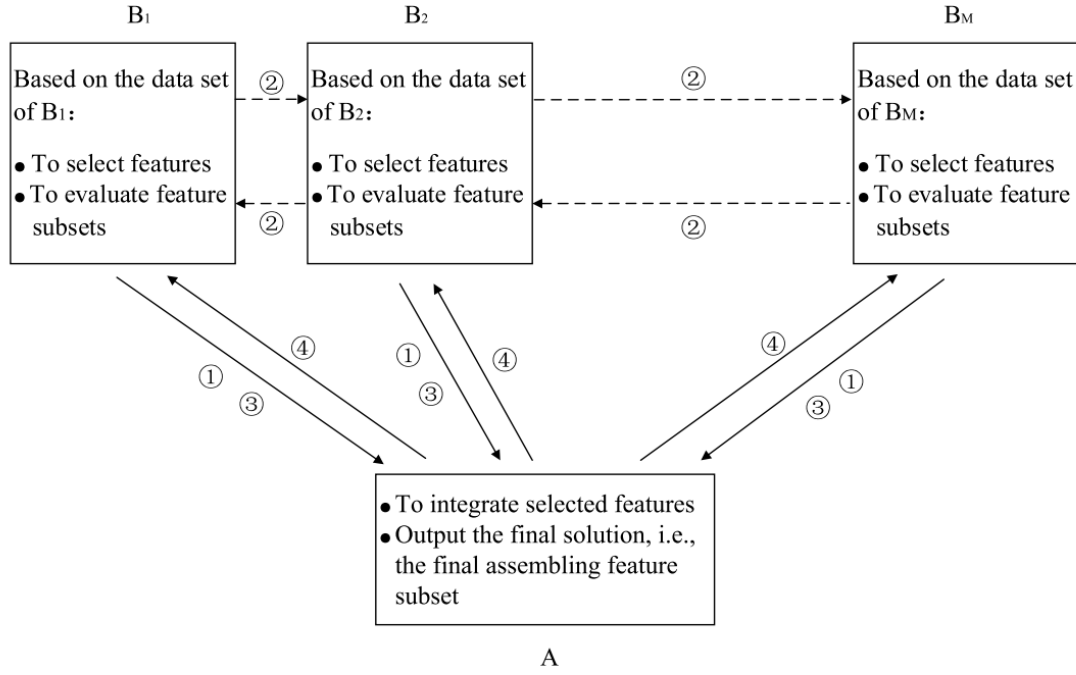 B₁
B₂
Bᴍ
Based on the data set
of B₁:
● To select features
● To evaluate feature
subsets
②
②
Based on the data set
of B₂:
● To select features
● To evaluate feature
subsets
②
②
Based on the data set
of Bᴍ:
● To select features
● To evaluate feature
subsets
①
③
④
①
③
④
④
①
③
● To integrate selected features
● Output the final solution, i.e.,
the final assembling feature
subset
A